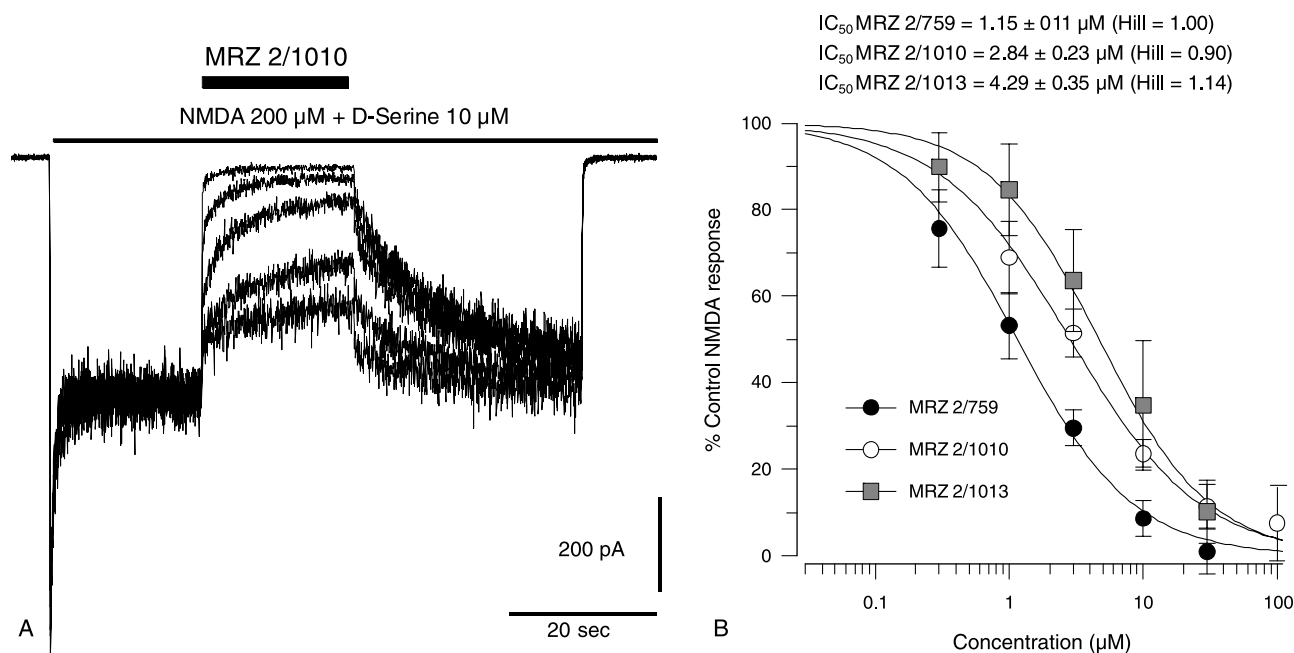 MRZ 2/1010
NMDA 200 µM + D-Serine 10 µM
200 pA
20 sec
A
IC50 MRZ 2/759 = 1.15 ± 011 µM (Hill = 1.00)
IC50 MRZ 2/1010 = 2.84 ± 0.23 µM (Hill = 0.90)
IC50 MRZ 2/1013 = 4.29 ± 0.35 µM (Hill = 1.14)
% Control NMDA response
100
80
60
40
20
0
MRZ 2/759
MRZ 2/1010
MRZ 2/1013
0.1
1
10
100
Concentration (µM)
B